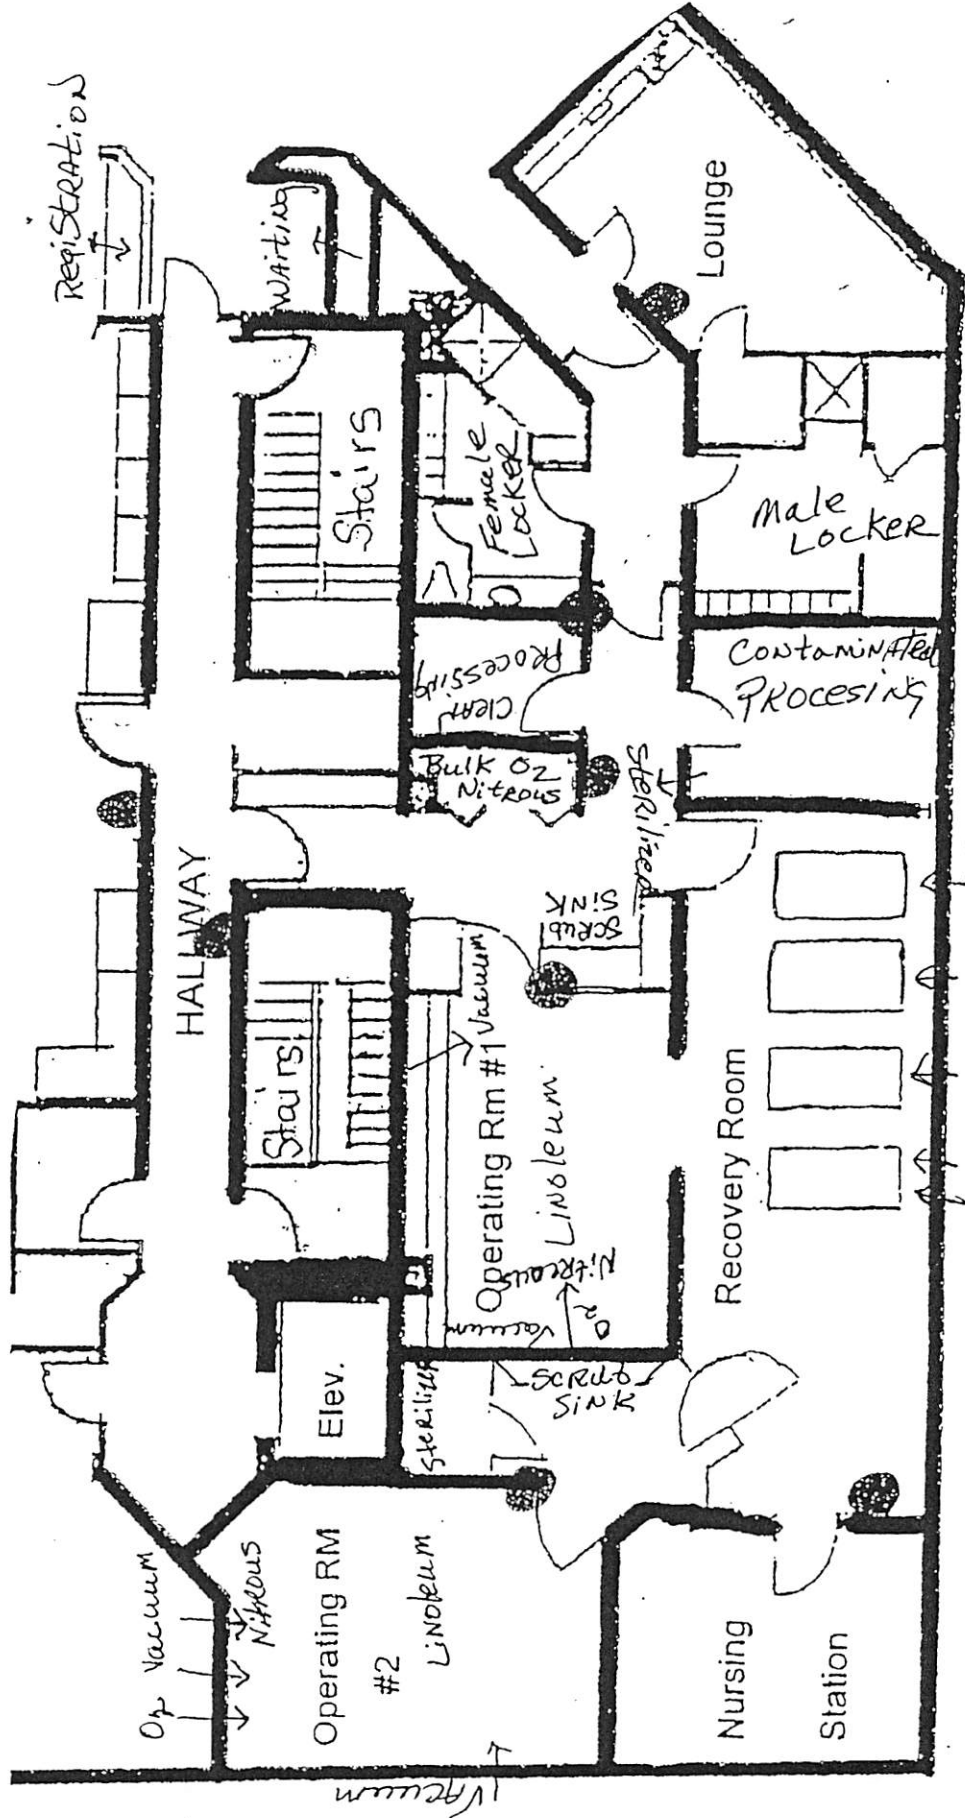 RegiSTRATiON
WAiTiNg
HALLWAY
Stairs
Stairs
Female
LOCKER
Lounge
Male
LOCKER
CleaN
PROCESSiNg
CONTAMiNATed
PROCESiNg
Bulk O2
NiTROUS
STERiLizeR
SCRUb
SiNK
Vacuum
Operating Rm #1
LiNOleum
NiTREOUS
O2
Vacuum
Recovery Room
Elev.
SteRiLizeR
SCRUb
SiNK
O2 Vacuum
NiTROUS
Operating RM
#2
LiNOleum
VACUUM
Nursing
Station